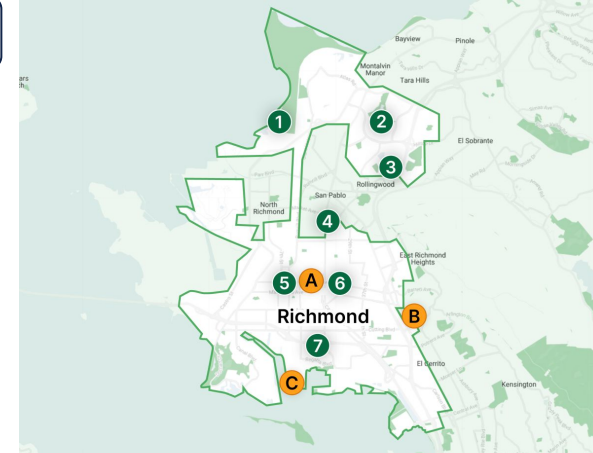 Bayview
Pinole
Montalvin
Manor
Tara Hills
1
2
El Sobrante
3
Rollingwood
San Pablo
North
Richmond
4
East Richmond
Heights
5
A
6
B
Richmond
7
El Cerrito
C
Kensington